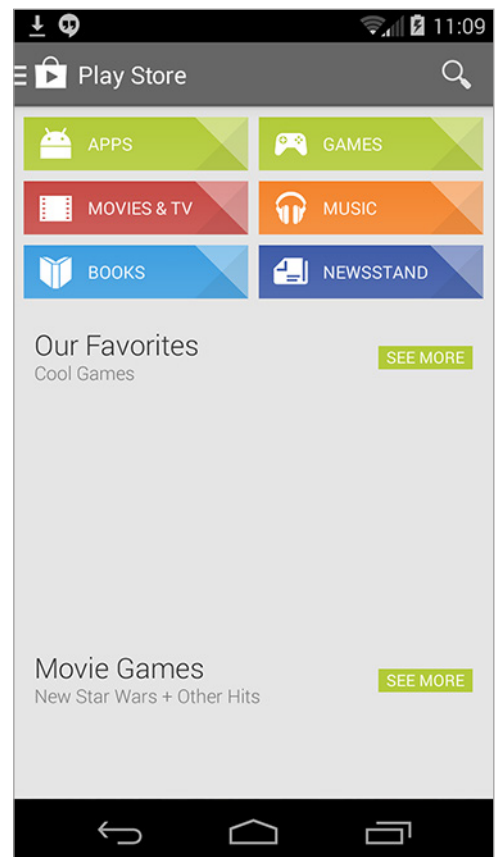 11:09
Play Store
APPS
GAMES
MOVIES & TV
MUSIC
BOOKS
NEWSSTAND
Our Favorites
SEE MORE
Cool Games
Movie Games
SEE MORE
New Star Wars + Other Hits